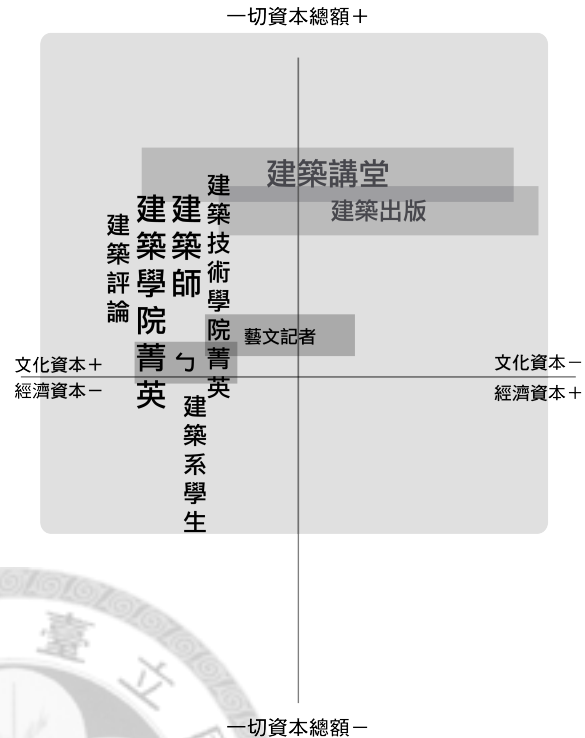 一切資本總額＋
建築講堂
建築出版
建築評論
建築學院菁英
建築師
ㄅ
建築技術學院菁英
藝文記者
文化資本＋
經濟資本－
文化資本－
經濟資本＋
建築系學生
臺立
一切資本總額－